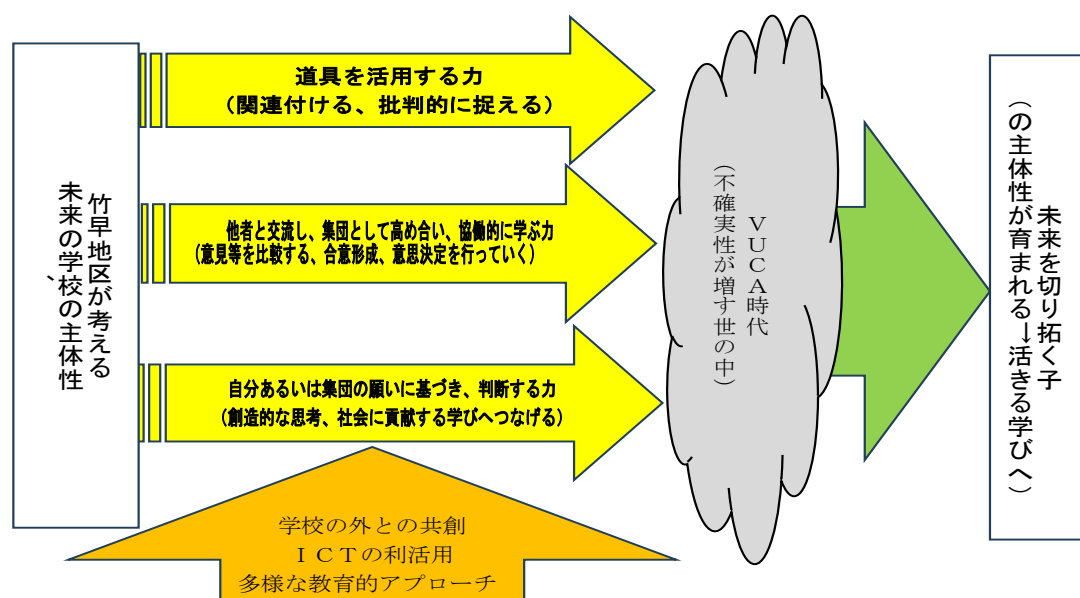 竹早地区が考える
未来の学校の主体性、
道具を活用する力
（関連付ける、批判的に捉える）
他者と交流し、集団として高め合い、協働的に学ぶ力
（意見等を比較する、合意形成、意思決定を行っていく）
自分あるいは集団の願いに基づき、判断する力
（創造的な思考、社会に貢献する学びへつなげる）
学校の外との共創
ＩＣＴの利活用
多様な教育的アプローチ
ＶＵＣＡ時代
（不確実性が増す世の中）
未来を切り拓く子
（の主体性が育まれる→活きる学びへ）